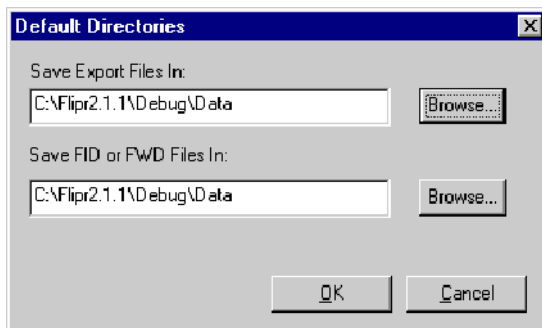 Default Directories
Save Export Files In:
C:\Flipr2.1.1\Debug\Data
Browse...
Save FID or FWD Files In:
C:\Flipr2.1.1\Debug\Data
Browse...
OK
Cancel